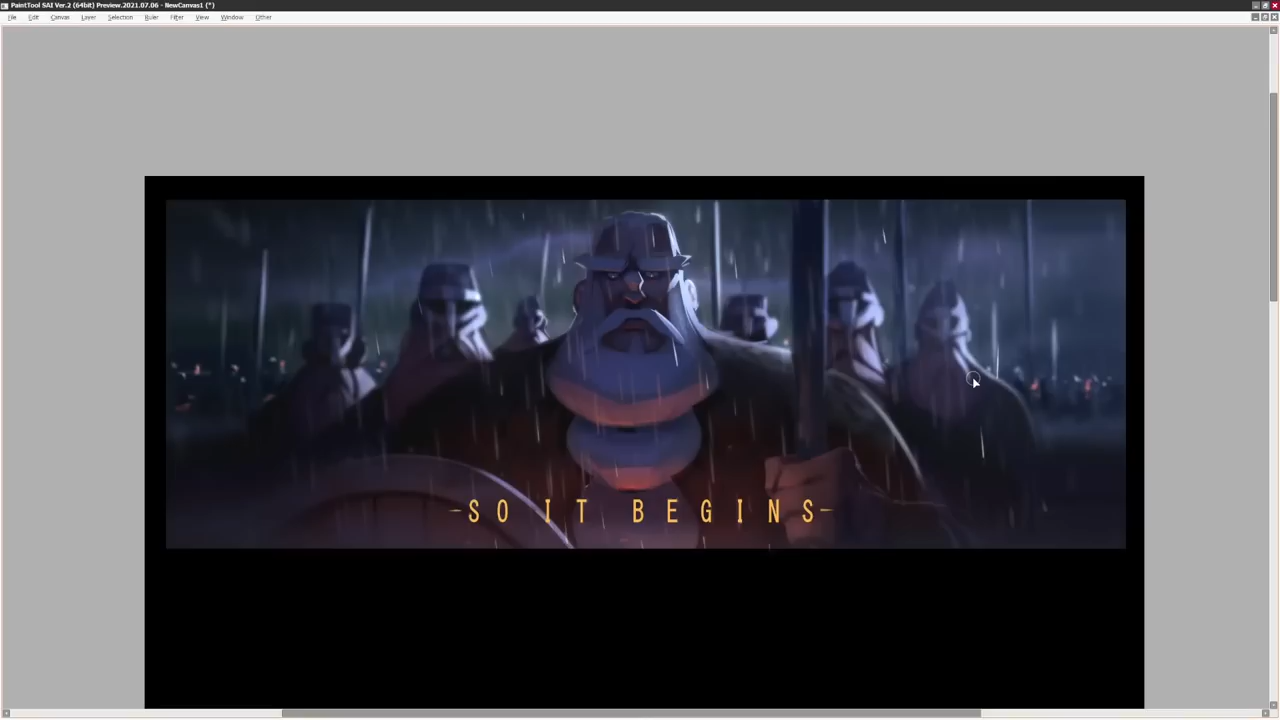 PaintTool SAI Ver.2 (64bit) Preview.2021.07.06 - NewCanvas1 (*)
File Edit Canvas Layer Selection Ruler Filter View Window Other
-SO IT BEGINS-